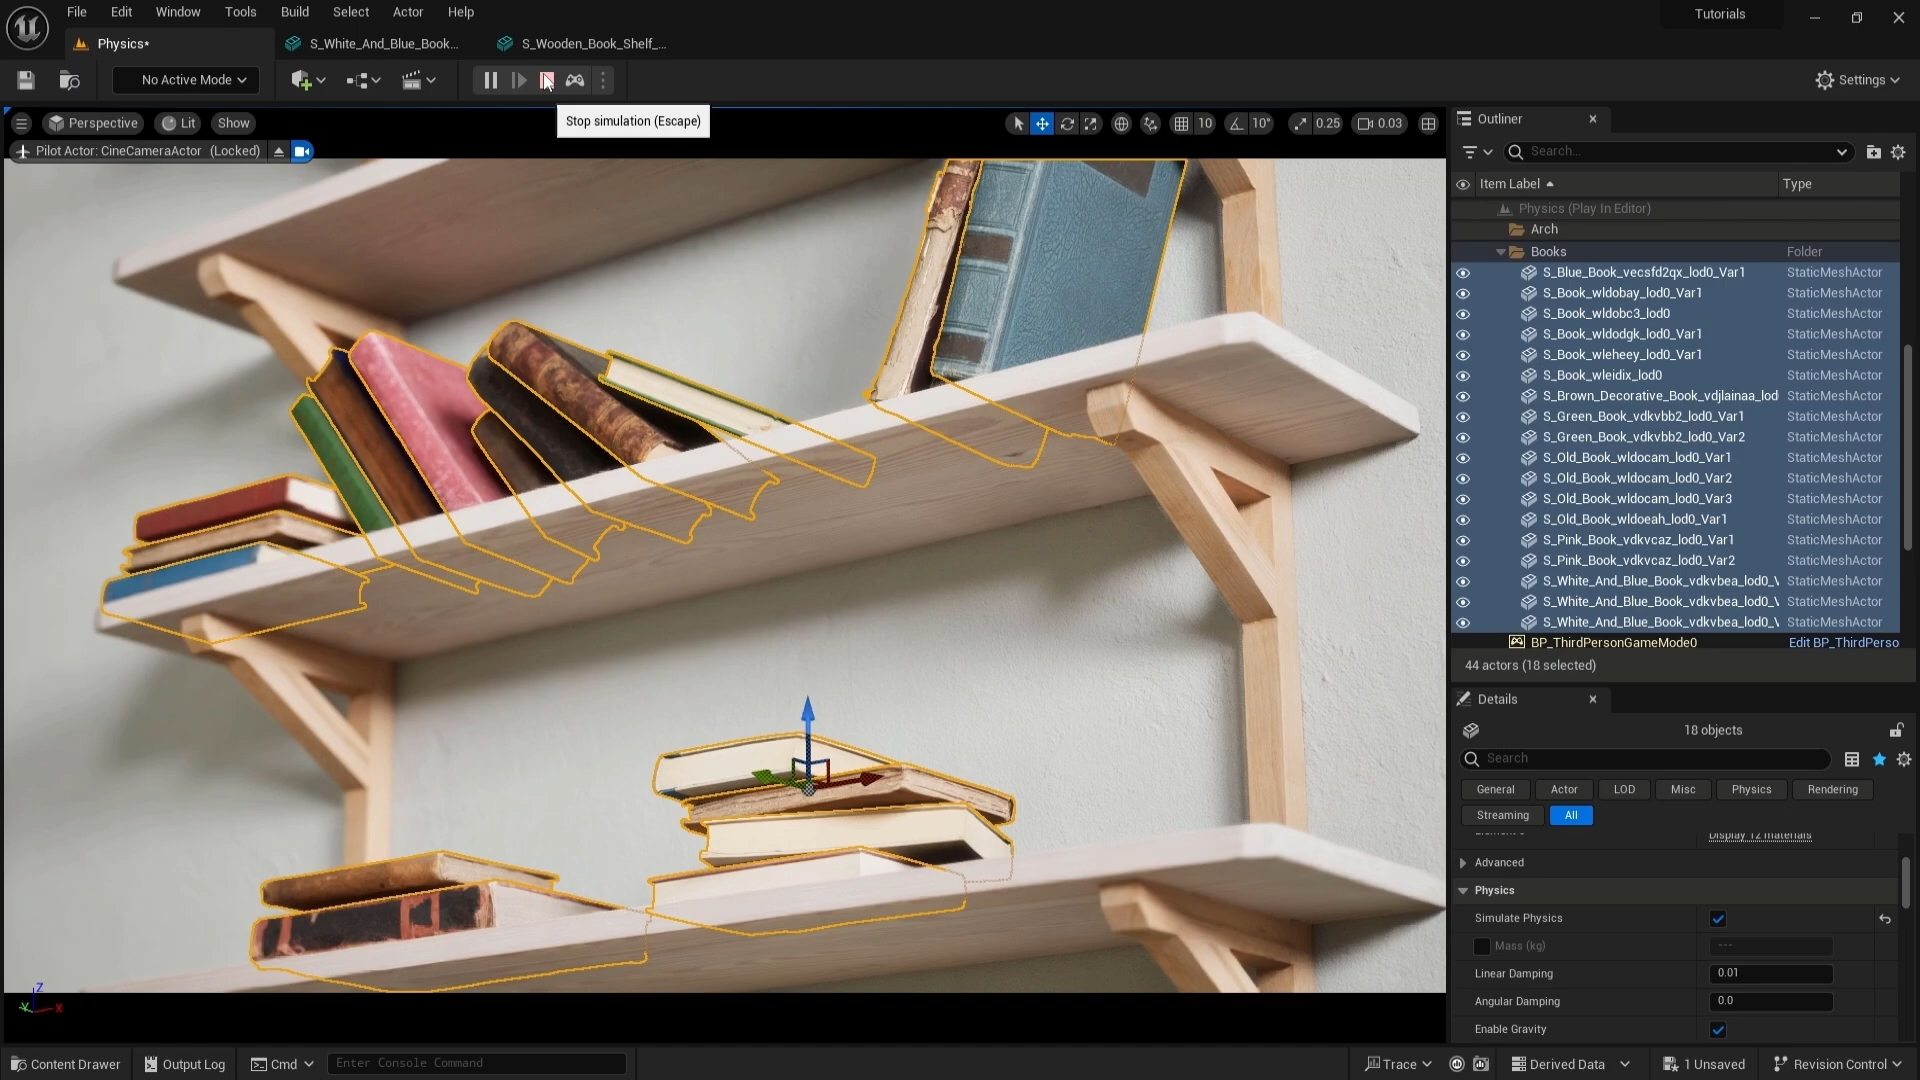 File Edit Window Tools Build Select Actor Help
Tutorials
Physics*
S_White_And_Blue_Book...
S_Wooden_Book_Shelf_...
No Active Mode
Settings
Perspective
Lit
Show
Stop simulation (Escape)
10
10°
0.25
0.03
Pilot Actor: CineCameraActor (Locked)
Outliner
Search...
Item Label
Type
Physics (Play In Editor)
Arch
Books Folder
S_Blue_Book_vecsfd2qx_lod0_Var1 StaticMeshActor
S_Book_wldobay_lod0_Var1 StaticMeshActor
S_Book_wldobc3_lod0 StaticMeshActor
S_Book_wldodgk_lod0_Var1 StaticMeshActor
S_Book_wleheey_lod0_Var1 StaticMeshActor
S_Book_wleidix_lod0 StaticMeshActor
S_Brown_Decorative_Book_vdjlainaa_lod StaticMeshActor
S_Green_Book_vdkvbb2_lod0_Var1 StaticMeshActor
S_Green_Book_vdkvbb2_lod0_Var2 StaticMeshActor
S_Old_Book_wldocam_lod0_Var1 StaticMeshActor
S_Old_Book_wldocam_lod0_Var2 StaticMeshActor
S_Old_Book_wldocam_lod0_Var3 StaticMeshActor
S_Old_Book_wldoeah_lod0_Var1 StaticMeshActor
S_Pink_Book_vdkvcaz_lod0_Var1 StaticMeshActor
S_Pink_Book_vdkvcaz_lod0_Var2 StaticMeshActor
S_White_And_Blue_Book_vdkvbea_lod0_V StaticMeshActor
S_White_And_Blue_Book_vdkvbea_lod0_V StaticMeshActor
S_White_And_Blue_Book_vdkvbea_lod0_V StaticMeshActor
BP_ThirdPersonGameMode0 Edit BP_ThirdPerso
44 actors (18 selected)
Details
18 objects
Search
General Actor LOD Misc Physics Rendering
Streaming All
Display 12 materials
Advanced
Physics
Simulate Physics
Mass (kg) ---
Linear Damping 0.01
Angular Damping 0.0
Enable Gravity
Z
Y
X
Content Drawer
Output Log
Cmd
Enter Console Command
Trace
Derived Data
1 Unsaved
Revision Control